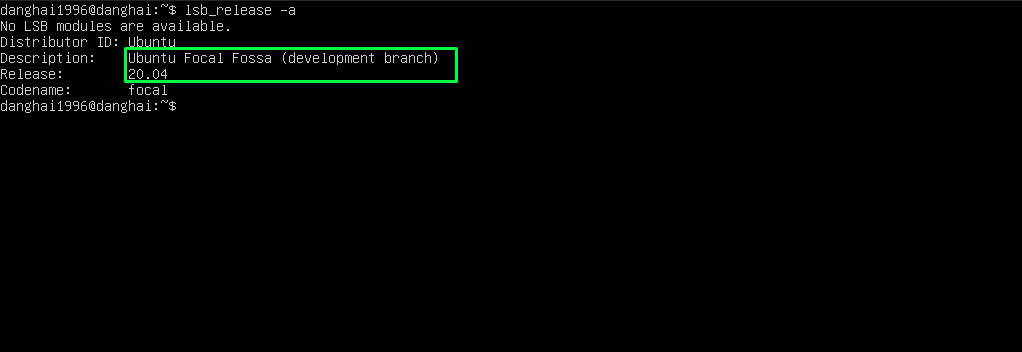 danghai1996@danghai:~$ lsb_release -a
No LSB modules are available.
Distributor ID: Ubuntu
Description:    Ubuntu Focal Fossa (development branch)
Release:        20.04
Codename:       focal
danghai1996@danghai:~$